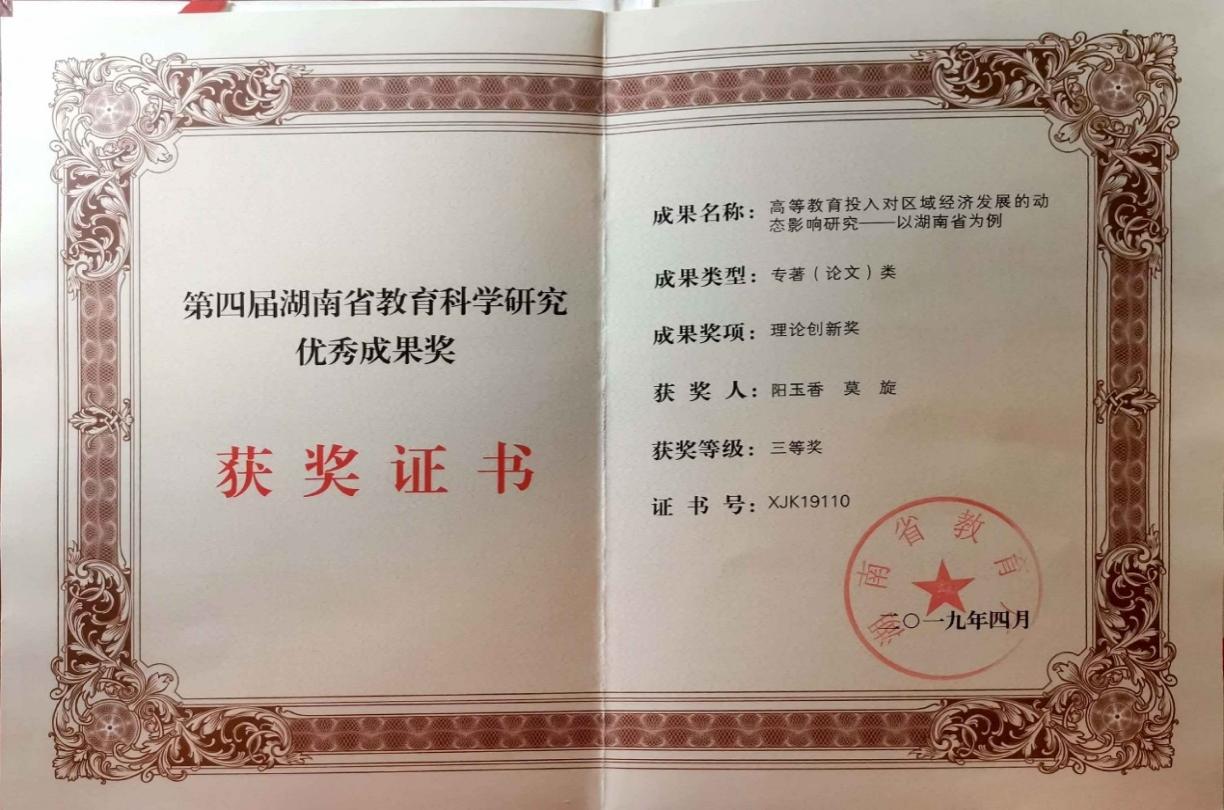 第四届湖南省教育科学研究
优秀成果奖
获奖证书
成果名称：高等教育投入对区域经济发展的动
态影响研究——以湖南省为例
成果类型：专著（论文）类
成果奖项：理论创新奖
获奖人：阳玉香 莫旋
获奖等级：三等奖
证书号：XJK19110
湖南省教育
二〇一九年四月